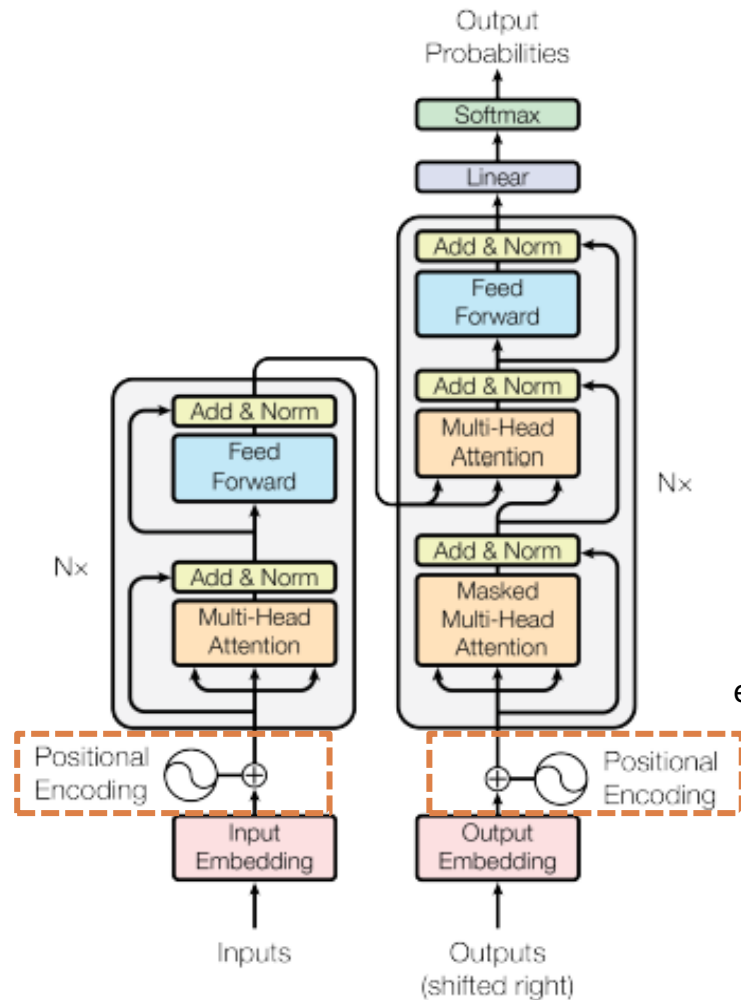 Output
Probabilities
Softmax
Linear
Add & Norm
Feed
Forward
Add & Norm
Multi-Head
Attention
Nx
Add & Norm
Masked
Multi-Head
Attention
Add & Norm
Feed
Forward
Nx
Add & Norm
Multi-Head
Attention
e
Positional
Encoding
Positional
Encoding
Input
Embedding
Output
Embedding
Inputs
Outputs
(shifted right)